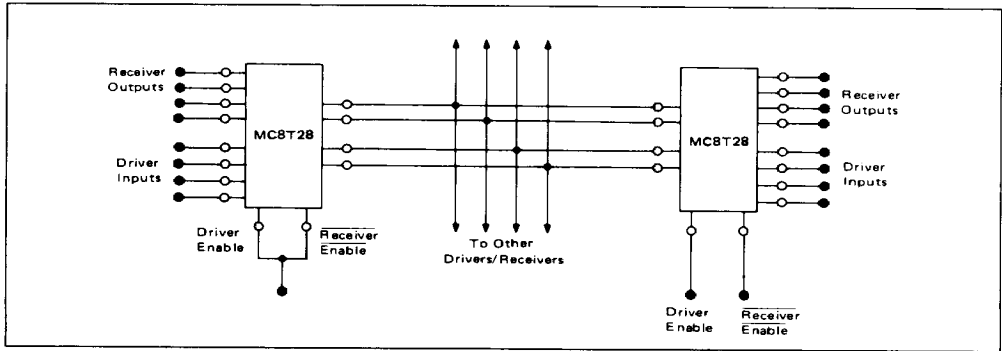 Receiver
Outputs
MC8T28
Driver
Inputs
Driver
Enable
Receiver
Enable
To Other
Drivers/Receivers
MC8T28
Receiver
Outputs
Driver
Inputs
Driver
Enable
Receiver
Enable